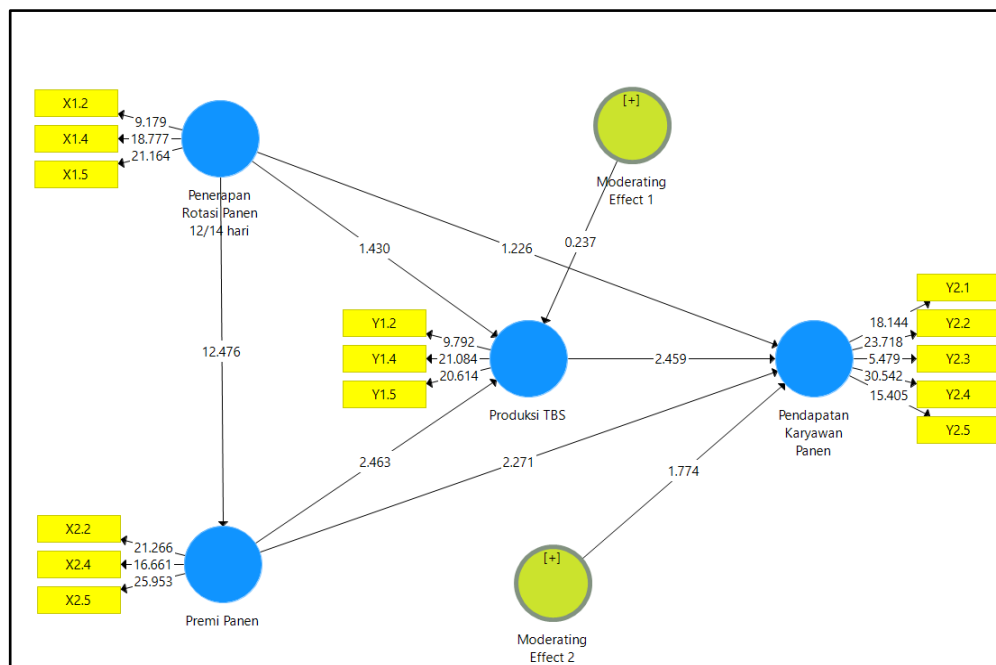 X1.2
X1.4
X1.5
9.179
18.777
21.164
Penerapan
Rotasi Panen
12/14 hari
[+]
Moderating
Effect 1
1.430
1.226
0.237
12.476
Y1.2
Y1.4
Y1.5
9.792
21.084
20.614
Produksi TBS
2.459
Y2.1
Y2.2
Y2.3
Y2.4
Y2.5
18.144
23.718
5.479
30.542
15.405
Pendapatan
Karyawan
Panen
2.463
2.271
1.774
X2.2
X2.4
X2.5
21.266
16.661
25.953
Premi Panen
[+]
Moderating
Effect 2